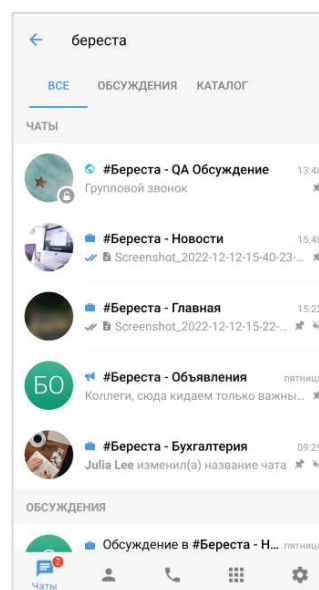 береста
ВСЕ ОБСУЖДЕНИЯ КАТАЛОГ
ЧАТЫ
#Береста - QA Обсуждение 13:48
Групповой звонок
#Береста - Новости 15:40
Screenshot_2022-12-12-15-40-23-...
#Береста - Главная 15:22
Screenshot_2022-12-12-15-22-...
БО
#Береста - Объявления пятница
Коллеги, сюда кидаем только важны...
#Береста - Бухгалтерия 09:29
Julia Lee изменил(а) название чата
ОБСУЖДЕНИЯ
Обсуждение в #Береста - Н... пятница
2
Чаты